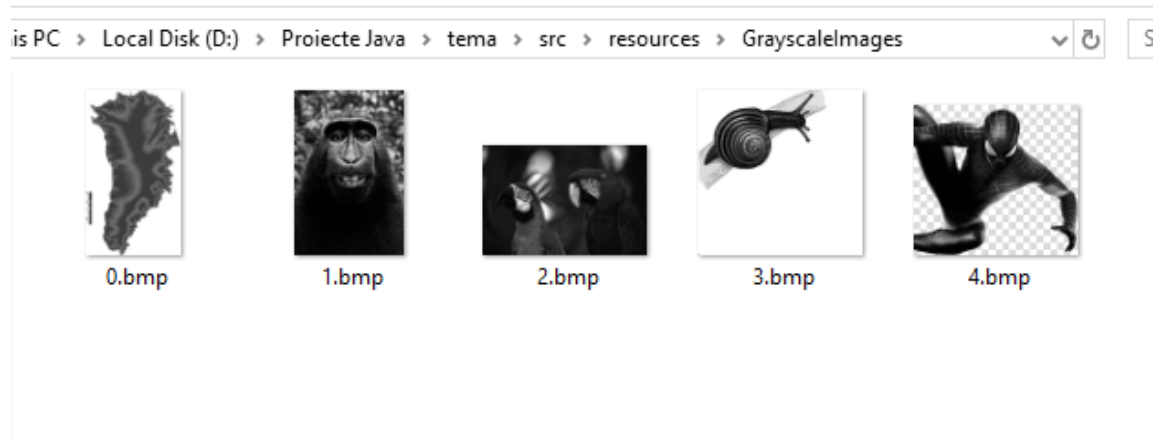 is PC > Local Disk (D:) > Proiecte Java > tema > src > resources > GrayscaleImages
0.bmp 1.bmp 2.bmp 3.bmp 4.bmp